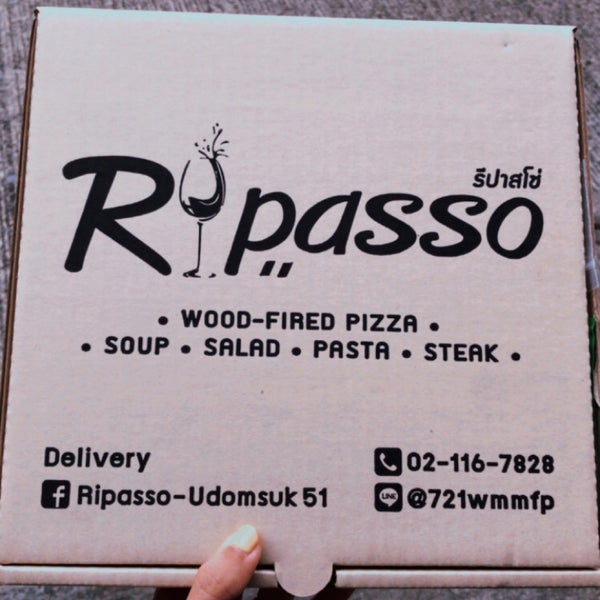 รีปาสโซ่
Ripasso
• WOOD-FIRED PIZZA •
• SOUP • SALAD • PASTA • STEAK •
Delivery
Ripasso-Udomsuk 51
02-116-7828
LINE @721wmmfp